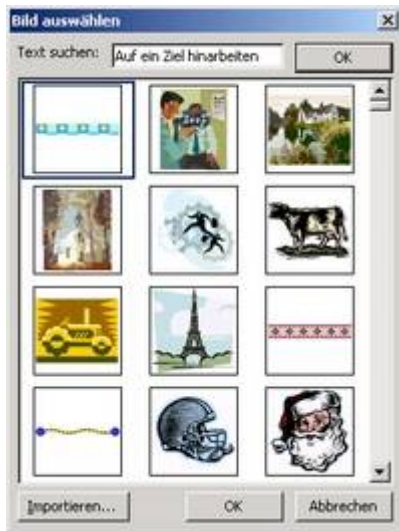 Bild auswählen
Text suchen: Auf ein Ziel hinarbeiten OK
Importieren... OK Abbrechen